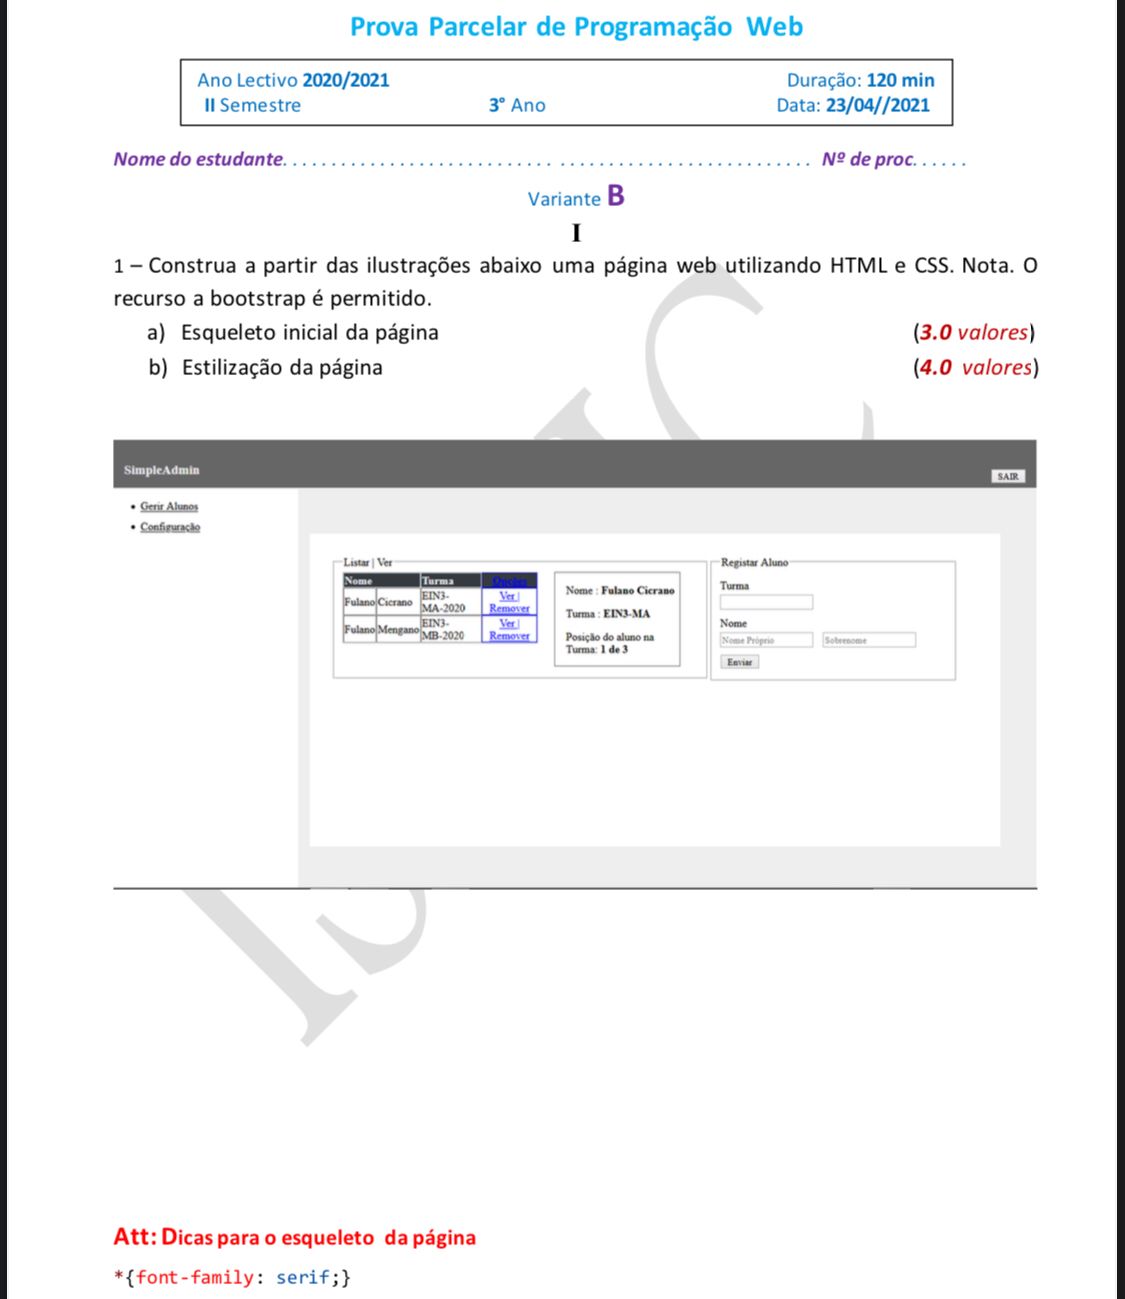 Prova Parcelar de Programação Web
Ano Lectivo 2020/2021 Duração: 120 min
II Semestre 3° Ano Data: 23/04//2021
Nome do estudante. . . . . . . . . . . . . . . . . . . . . . . . . . . . . . . . . . . . . . . . . . . . . . . . . . . . . Nº de proc. . . . . .
Variante B
I
1 – Construa a partir das ilustrações abaixo uma página web utilizando HTML e CSS. Nota. O
recurso a bootstrap é permitido.
a) Esqueleto inicial da página (3.0 valores)
b) Estilização da página (4.0 valores)
SimpleAdmin
SAIR
• Gerir Alunos
• Configuração
Listar | Ver
Nome Turma Opções
Fulano Cicrano EIN3-MA-2020 Ver | Remover
Fulano Mengano EIN3-MB-2020 Ver | Remover
Nome : Fulano Cicrano
Turma : EIN3-MA
Posição do aluno na
Turma: 1 de 3
Registar Aluno
Turma
Nome
Nome Próprio Sobrenome
Enviar
Att: Dicas para o esqueleto da página
*{font-family: serif;}